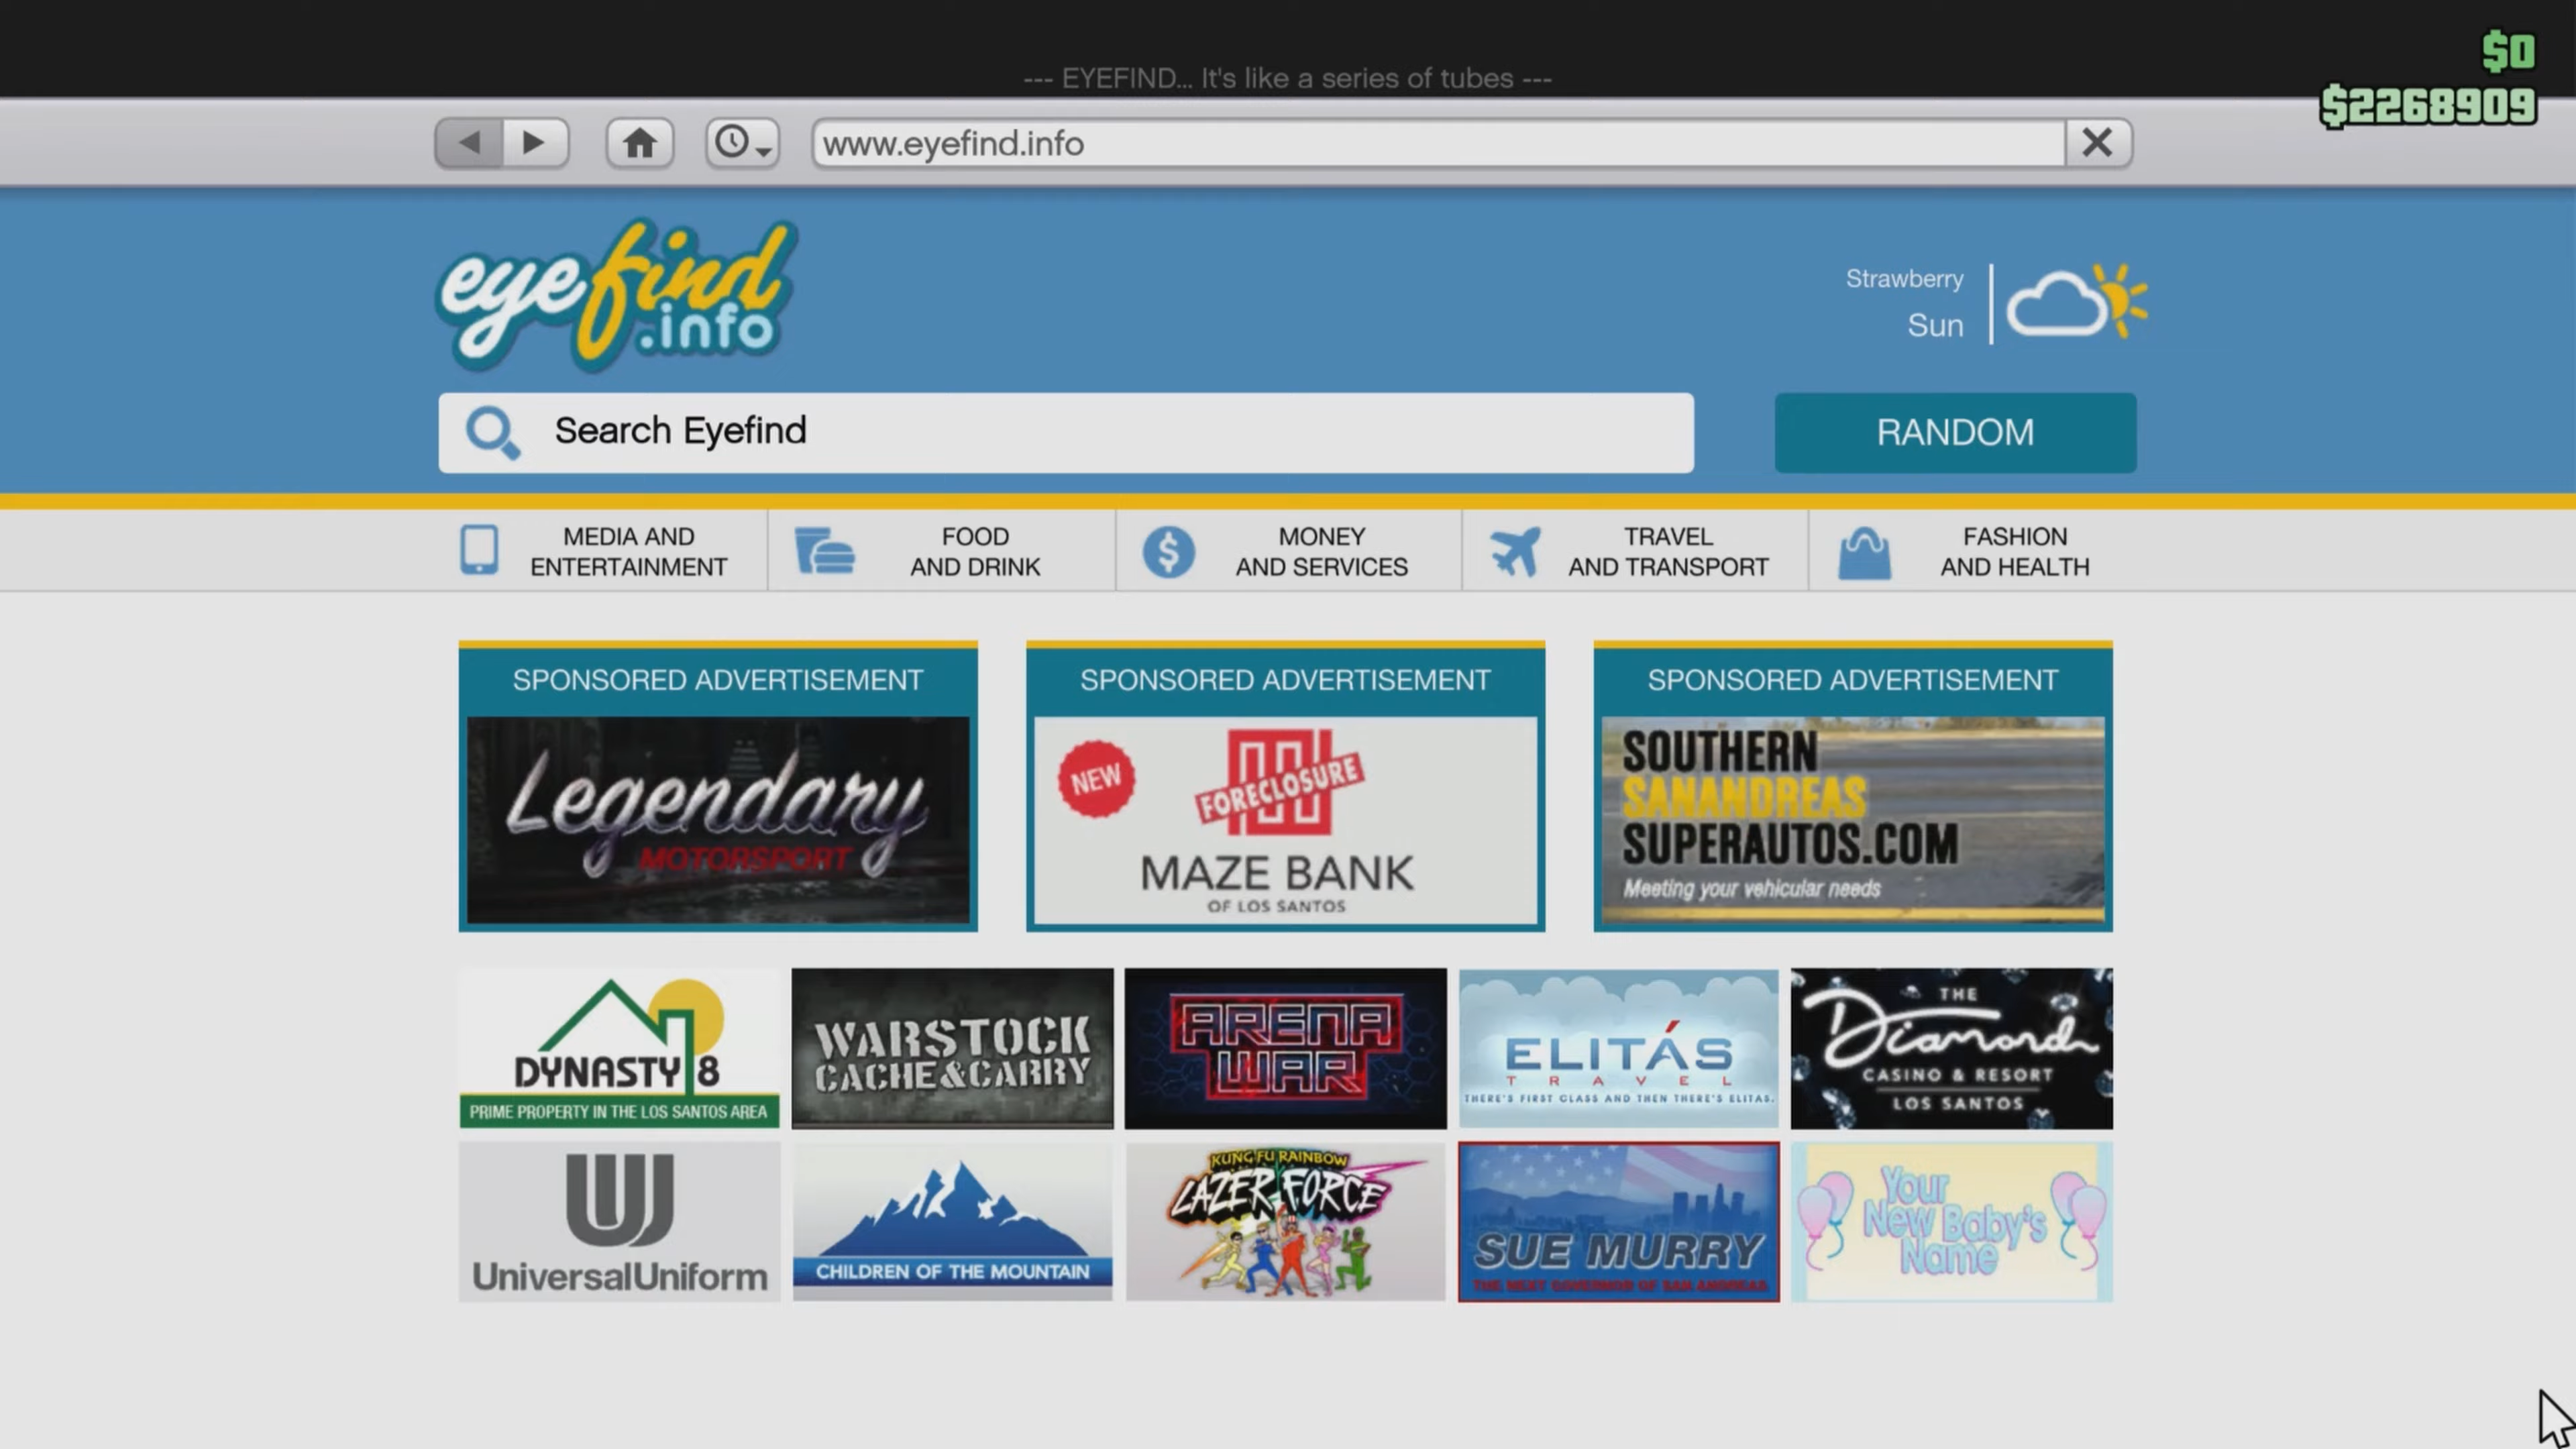 --- EYEFIND... It's like a series of tubes ---
$0
$2268909
www.eyefind.info
eyefind
.info
Strawberry
Sun
Search Eyefind
RANDOM
MEDIA AND
ENTERTAINMENT
FOOD
AND DRINK
MONEY
AND SERVICES
TRAVEL
AND TRANSPORT
FASHION
AND HEALTH
SPONSORED ADVERTISEMENT
Legendary
MOTORSPORT
SPONSORED ADVERTISEMENT
NEW
FORECLOSURE
MAZE BANK
OF LOS SANTOS
SPONSORED ADVERTISEMENT
SOUTHERN
SANANDREAS
SUPERAUTOS.COM
Meeting your vehicular needs
DYNASTY 8
PRIME PROPERTY IN THE LOS SANTOS AREA
WARSTOCK
CACHE&CARRY
ARENA
WAR
ELITÁS
TRAVEL
THERE'S FIRST CLASS AND THEN THERE'S ELITAS.
THE
Diamond
CASINO & RESORT
LOS SANTOS
UniversalUniform
CHILDREN OF THE MOUNTAIN
KUNG FU RAINBOW
LAZER FORCE
SUE MURRY
THE NEXT GOVERNOR OF SAN ANDREAS
Your
New Baby's
Name